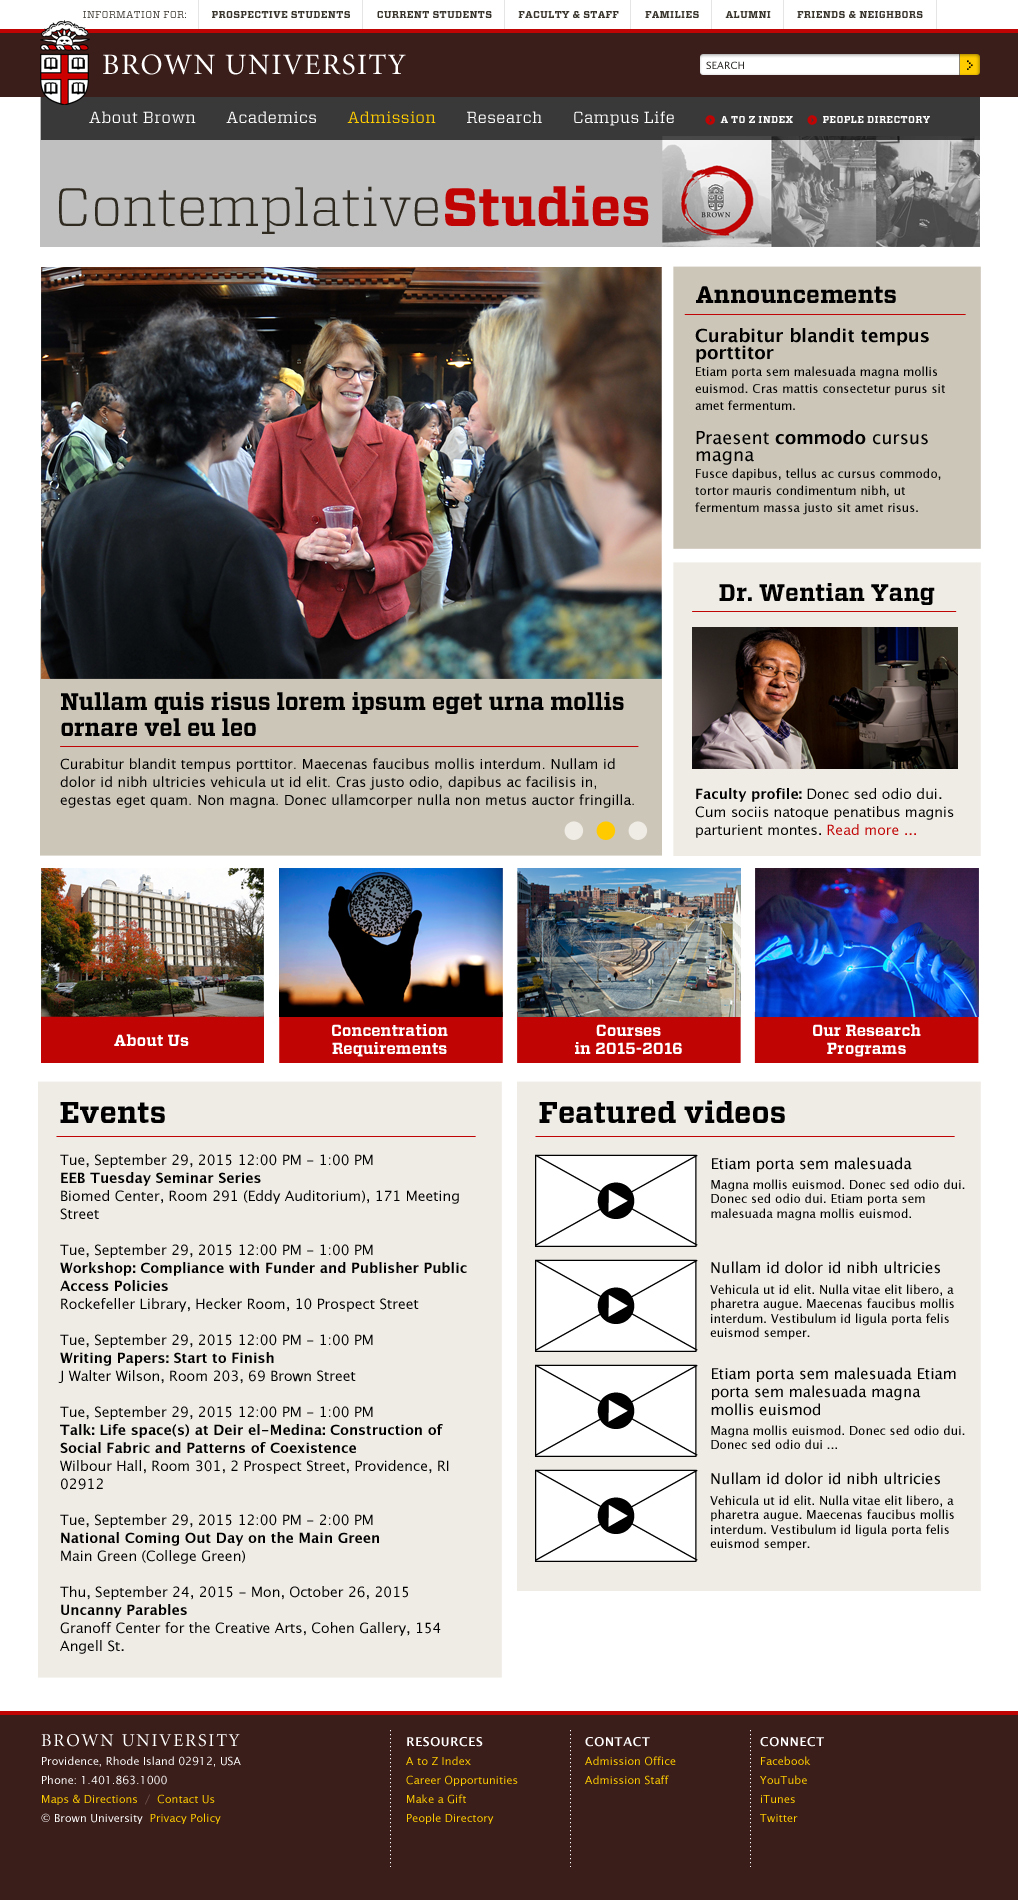 INFORMATION FOR:
PROSPECTIVE STUDENTS
CURRENT STUDENTS
FACULTY & STAFF
FAMILIES
ALUMNI
FRIENDS & NEIGHBORS
BROWN UNIVERSITY
SEARCH
About Brown
Academics
Admission
Research
Campus Life
A TO Z INDEX
PEOPLE DIRECTORY
ContemplativeStudies
BROWN
Announcements
Curabitur blandit tempus
porttitor
Etiam porta sem malesuada magna mollis
euismod. Cras mattis consectetur purus sit
amet fermentum.
Praesent commodo cursus
magna
Fusce dapibus, tellus ac cursus commodo,
tortor mauris condimentum nibh, ut
fermentum massa justo sit amet risus.
Nullam quis risus lorem ipsum eget urna mollis
ornare vel eu leo
Curabitur blandit tempus porttitor. Maecenas faucibus mollis interdum. Nullam id
dolor id nibh ultricies vehicula ut id elit. Cras justo odio, dapibus ac facilisis in,
egestas eget quam. Non magna. Donec ullamcorper nulla non metus auctor fringilla.
Dr. Wentian Yang
Faculty profile: Donec sed odio dui.
Cum sociis natoque penatibus magnis
parturient montes. Read more ...
About Us
Concentration
Requirements
Courses
in 2015-2016
Our Research
Programs
Events
Tue, September 29, 2015 12:00 PM – 1:00 PM
EEB Tuesday Seminar Series
Biomed Center, Room 291 (Eddy Auditorium), 171 Meeting
Street
Tue, September 29, 2015 12:00 PM – 1:00 PM
Workshop: Compliance with Funder and Publisher Public
Access Policies
Rockefeller Library, Hecker Room, 10 Prospect Street
Tue, September 29, 2015 12:00 PM – 1:00 PM
Writing Papers: Start to Finish
J Walter Wilson, Room 203, 69 Brown Street
Tue, September 29, 2015 12:00 PM – 1:00 PM
Talk: Life space(s) at Deir el–Medina: Construction of
Social Fabric and Patterns of Coexistence
Wilbour Hall, Room 301, 2 Prospect Street, Providence, RI
02912
Tue, September 29, 2015 12:00 PM – 2:00 PM
National Coming Out Day on the Main Green
Main Green (College Green)
Thu, September 24, 2015 – Mon, October 26, 2015
Uncanny Parables
Granoff Center for the Creative Arts, Cohen Gallery, 154
Angell St.
Featured videos
Etiam porta sem malesuada
Magna mollis euismod. Donec sed odio dui.
Donec sed odio dui. Etiam porta sem
malesuada magna mollis euismod.
Nullam id dolor id nibh ultricies
Vehicula ut id elit. Nulla vitae elit libero, a
pharetra augue. Maecenas faucibus mollis
interdum. Vestibulum id ligula porta felis
euismod semper.
Etiam porta sem malesuada Etiam
porta sem malesuada magna
mollis euismod
Magna mollis euismod. Donec sed odio dui.
Donec sed odio dui ...
Nullam id dolor id nibh ultricies
Vehicula ut id elit. Nulla vitae elit libero, a
pharetra augue. Maecenas faucibus mollis
interdum. Vestibulum id ligula porta felis
euismod semper.
BROWN UNIVERSITY
Providence, Rhode Island 02912, USA
Phone: 1.401.863.1000
Maps & Directions / Contact Us
© Brown University Privacy Policy
RESOURCES
A to Z Index
Career Opportunities
Make a Gift
People Directory
CONTACT
Admission Office
Admission Staff
CONNECT
Facebook
YouTube
iTunes
Twitter